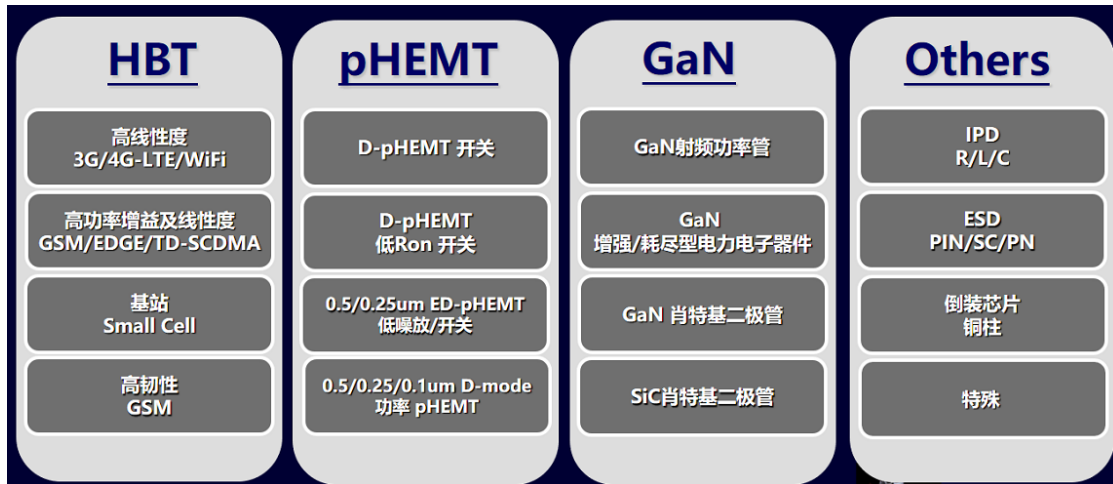 HBT
高线性度
3G/4G-LTE/WiFi
高功率增益及线性度
GSM/EDGE/TD-SCDMA
基站
Small Cell
高韧性
GSM
pHEMT
D-pHEMT 开关
D-pHEMT
低Ron 开关
0.5/0.25um ED-pHEMT
低噪放/开关
0.5/0.25/0.1um D-mode
功率 pHEMT
GaN
GaN射频功率管
GaN
增强/耗尽型电力电子器件
GaN 肖特基二极管
SiC肖特基二极管
Others
IPD
R/L/C
ESD
PIN/SC/PN
倒装芯片
铜柱
特殊